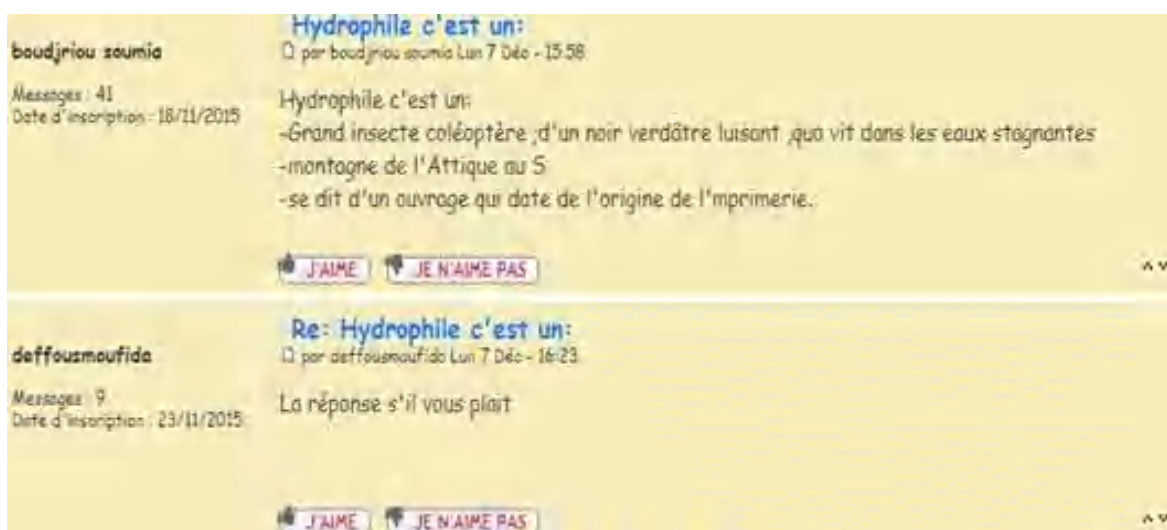 Hydrophile c'est un:
boudjriou soumia
par boudjriou soumia Lun 7 Déc - 15:58
Messages : 41
Date d'inscription : 18/11/2015
Hydrophile c'est un:
-Grand insecte coléoptère ;d'un noir verdâtre luisant ,qua vit dans les eaux stagnantes
-montagne de l'Attique au S
-se dit d'un ouvrage qui date de l'origine de l'mprimerie.
J'AIME
JE N'AIME PAS
Re: Hydrophile c'est un:
deffousmoufida
par deffousmoufida Lun 7 Déc - 16:23
Messages : 9
Date d'inscription : 23/11/2015
La réponse s'il vous plait
J'AIME
JE N'AIME PAS